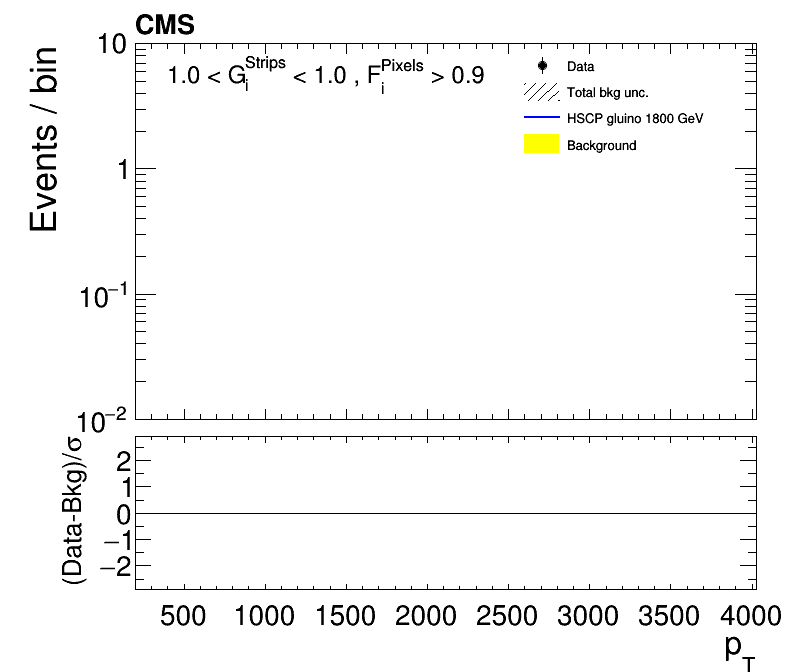 CMS
Events / bin
10
1
10⁻¹
10⁻²
1.0 < G_i^Strips < 1.0 , F_i^Pixels > 0.9
Data
Total bkg unc.
HSCP gluino 1800 GeV
Background
(Data-Bkg)/σ
2
1
0
−1
−2
500 1000 1500 2000 2500 3000 3500 4000
p_T